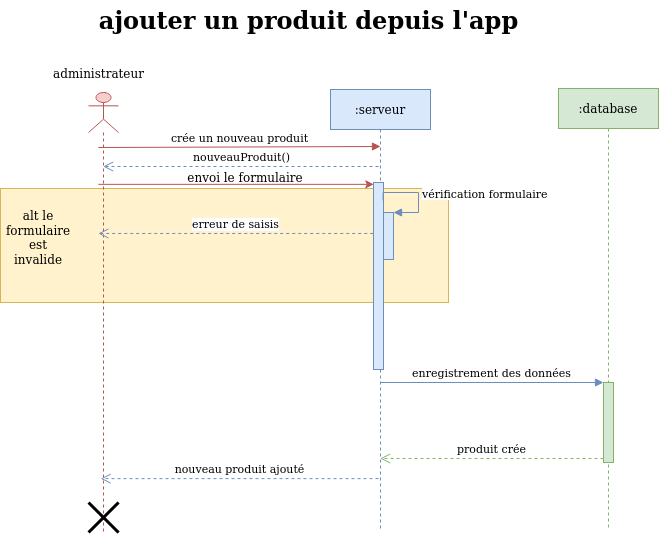 ajouter un produit depuis l'app
administrateur
:serveur
:database
crée un nouveau produit
nouveauProduit()
envoi le formulaire
vérification formulaire
alt le
formulaire
est
invalide
erreur de saisis
enregistrement des données
produit crée
nouveau produit ajouté